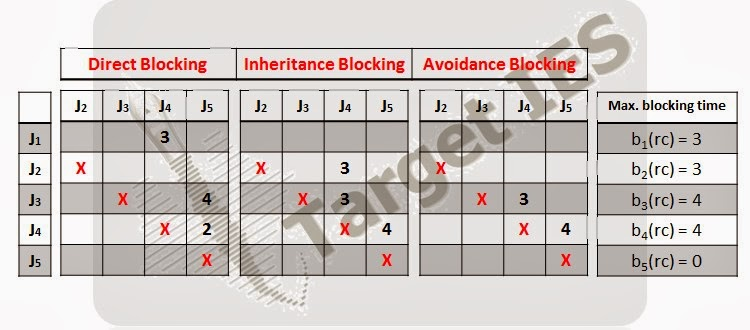 Direct Blocking Inheritance Blocking Avoidance Blocking
J2 J3 J4 J5 J2 J3 J4 J5 J2 J3 J4 J5 Max. blocking time
J1 3 b1(rc) = 3
J2 X X 3 X b2(rc) = 3
J3 X 4 X 3 X 3 b3(rc) = 4
J4 X 2 X 4 X 4 b4(rc) = 4
J5 X X X b5(rc) = 0
Target IES